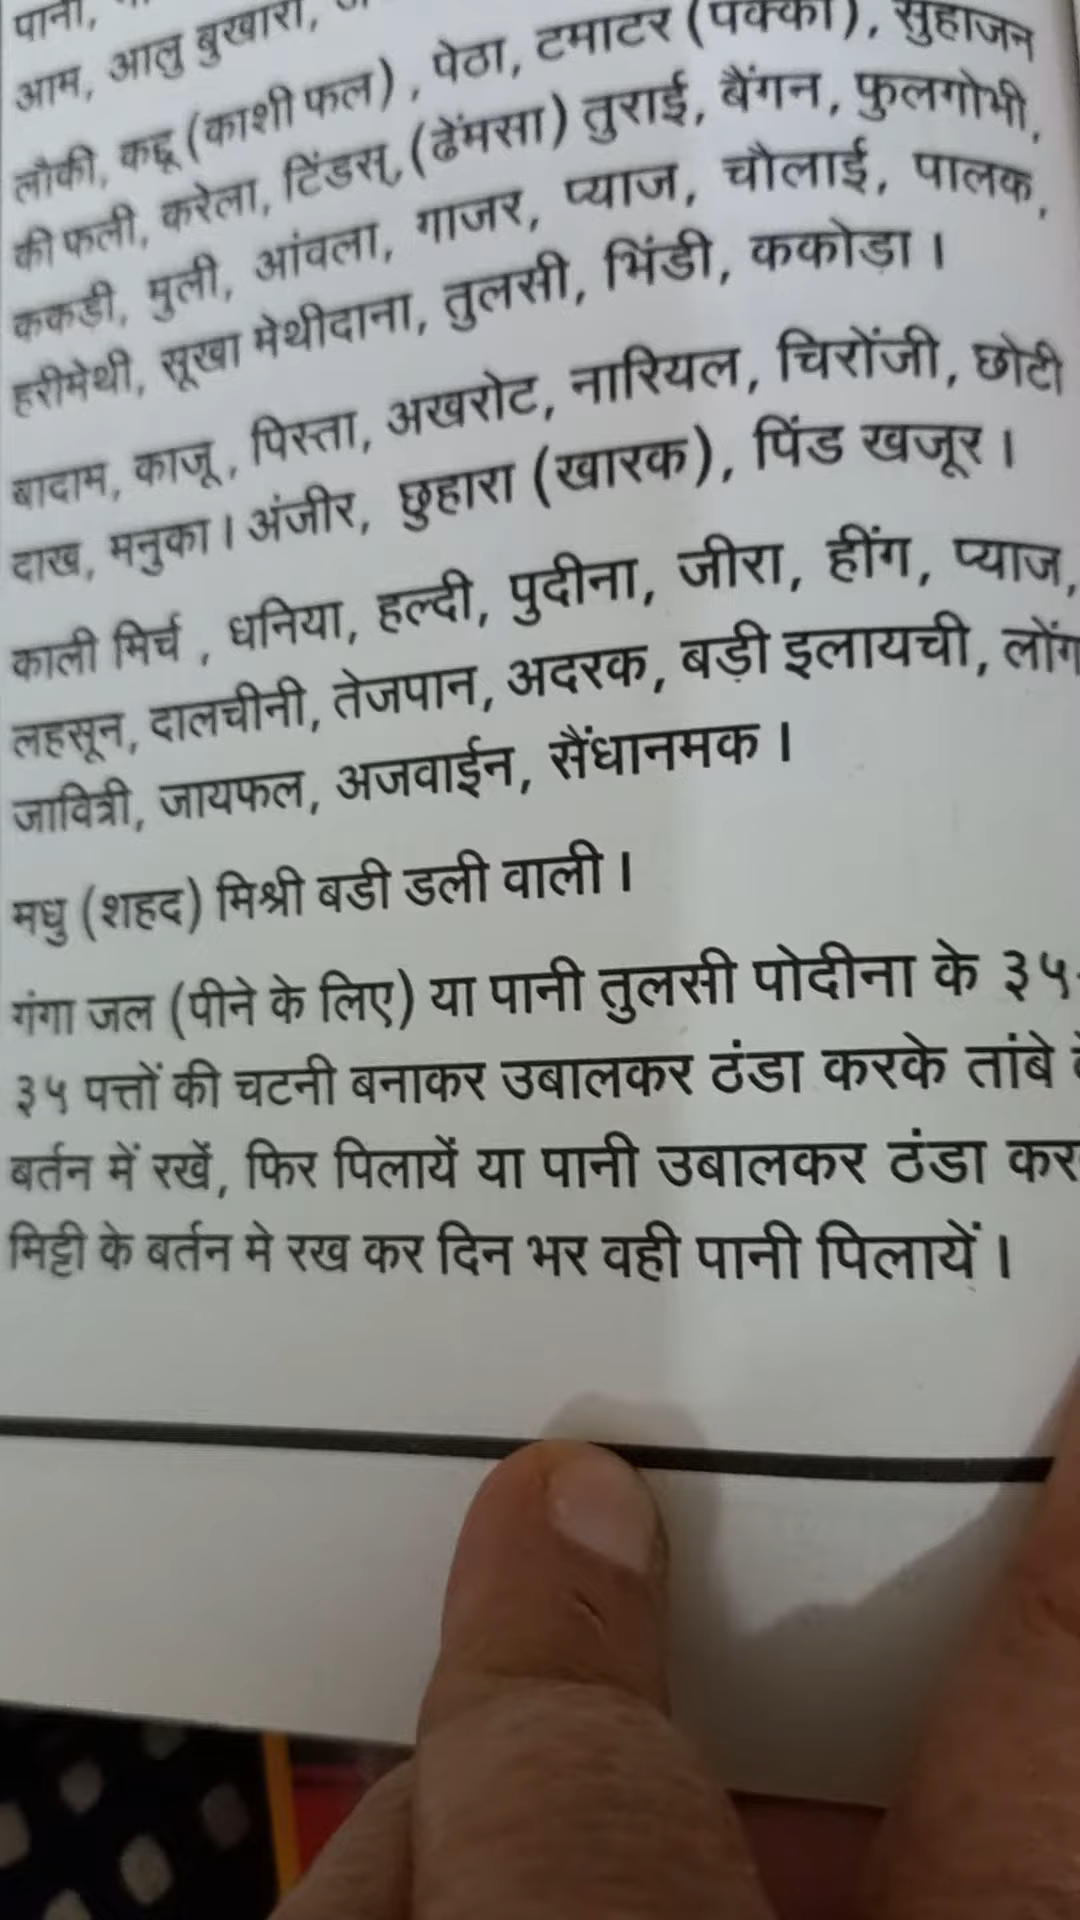 पानी,
आम, आलु बुखारा,
लौकी, कद्दू (काशी फल), पेठा, टमाटर (पक्का), सुहाजन
की फली, करेला, टिंडस्, (ढेंमसा) तुराई, बैंगन, फुलगोभी,
ककडी, मुली, आंवला, गाजर, प्याज, चौलाई, पालक,
हरीमेथी, सूखा मेथीदाना, तुलसी, भिंडी, ककोड़ा ।
बादाम, काजू, पिस्ता, अखरोट, नारियल, चिरोंजी, छोटी
दाख, मनुका । अंजीर, छुहारा (खारक), पिंड खजूर ।
काली मिर्च , धनिया, हल्दी, पुदीना, जीरा, हींग, प्याज,
लहसून, दालचीनी, तेजपान, अदरक, बड़ी इलायची, लोंग
जावित्री, जायफल, अजवाईन, सैंधानमक ।
मधु (शहद) मिश्री बडी डली वाली ।
गंगा जल (पीने के लिए) या पानी तुलसी पोदीना के ३५-
३५ पत्तों की चटनी बनाकर उबालकर ठंडा करके तांबे
बर्तन में रखें, फिर पिलायें या पानी उबालकर ठंडा कर
मिट्टी के बर्तन मे रख कर दिन भर वही पानी पिलायें ।